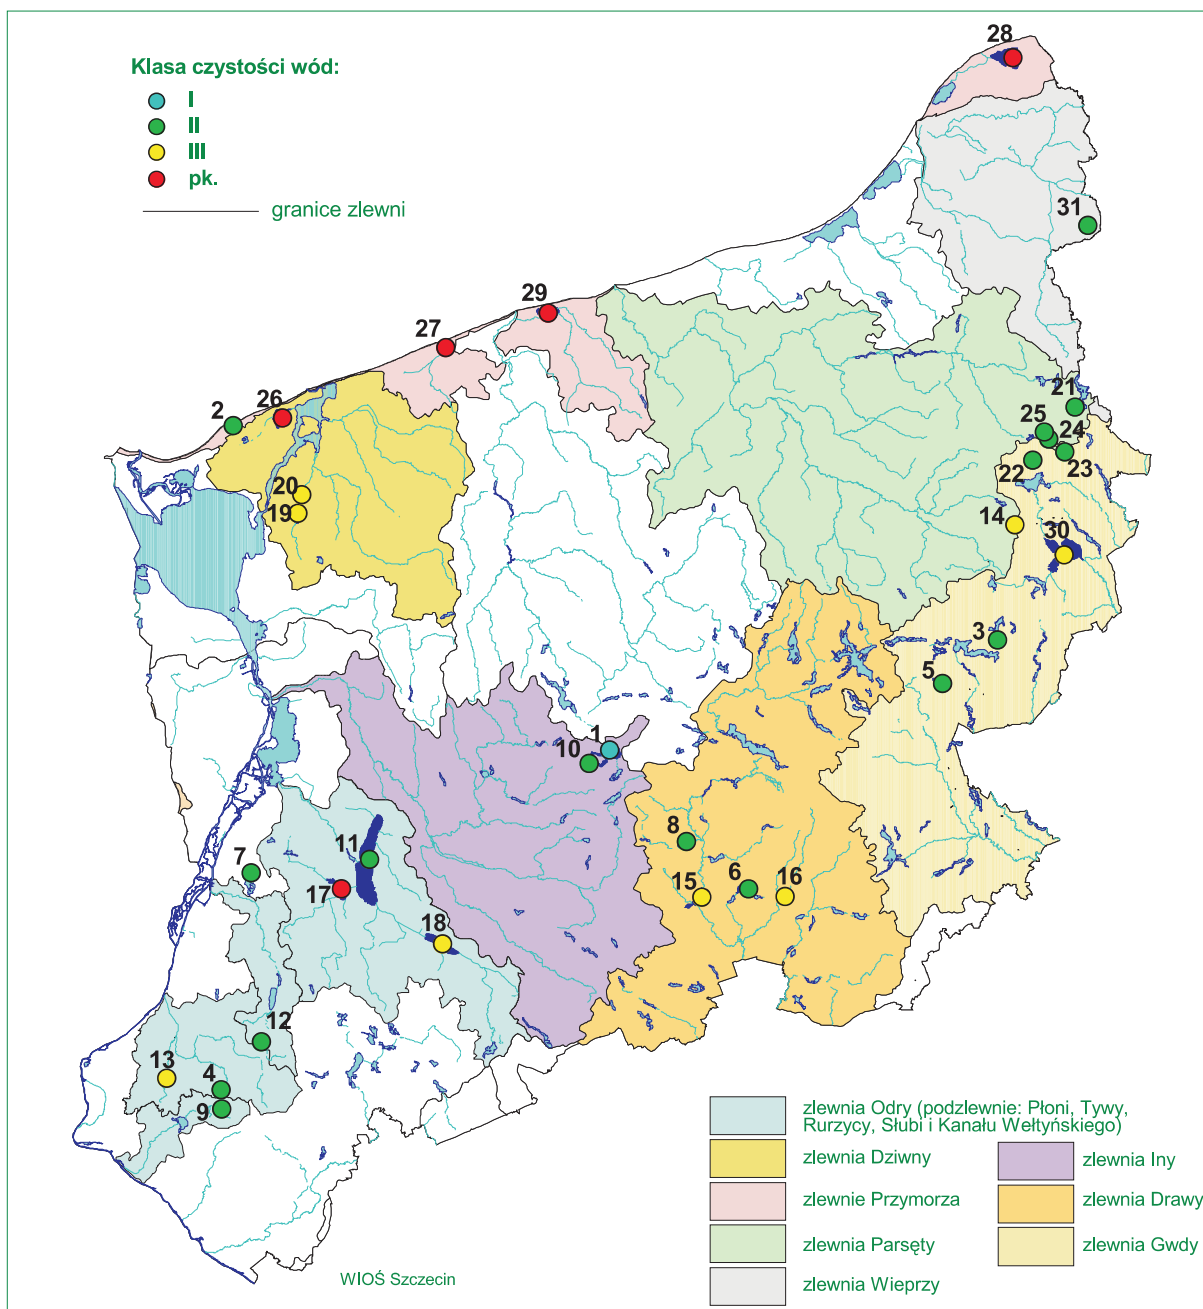 Klasa czystości wód:
I
II
III
pk.
granice zlewni
28
31
29
27
2
26
21
25
24
22
23
20
19
14
30
3
5
1
10
8
11
7
17
6
15
16
18
12
13
4
9
zlewnia Odry (podzlewnie: Płoni, Tywy,
Rurzycy, Słubi i Kanału Wełtyńskiego)
zlewnia Dziwny
zlewnia Iny
zlewnie Przymorza
zlewnia Drawy
zlewnia Parsęty
zlewnia Gwdy
zlewnia Wieprzy
WIOŚ Szczecin